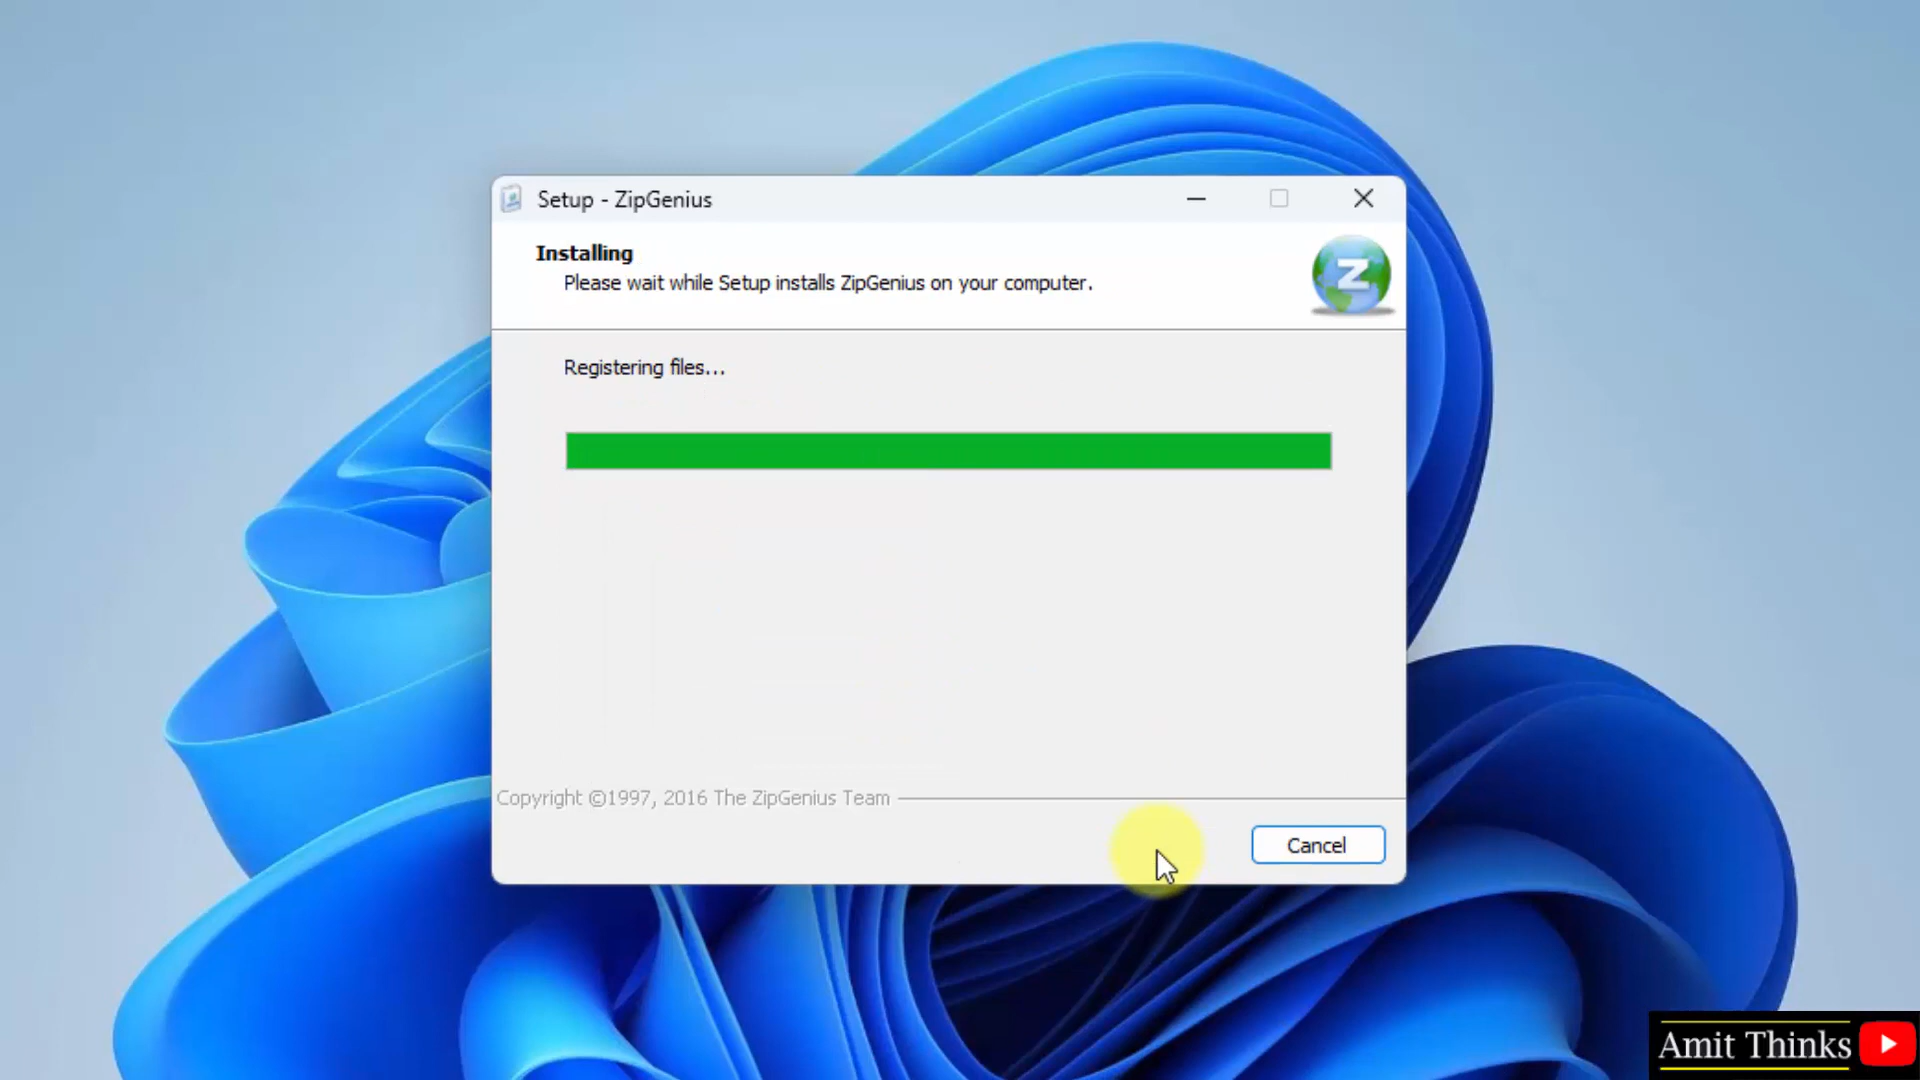 Setup - ZipGenius
Installing
Please wait while Setup installs ZipGenius on your computer.
Z
Registering files...
Copyright ©1997, 2016 The ZipGenius Team
Cancel
Amit Thinks